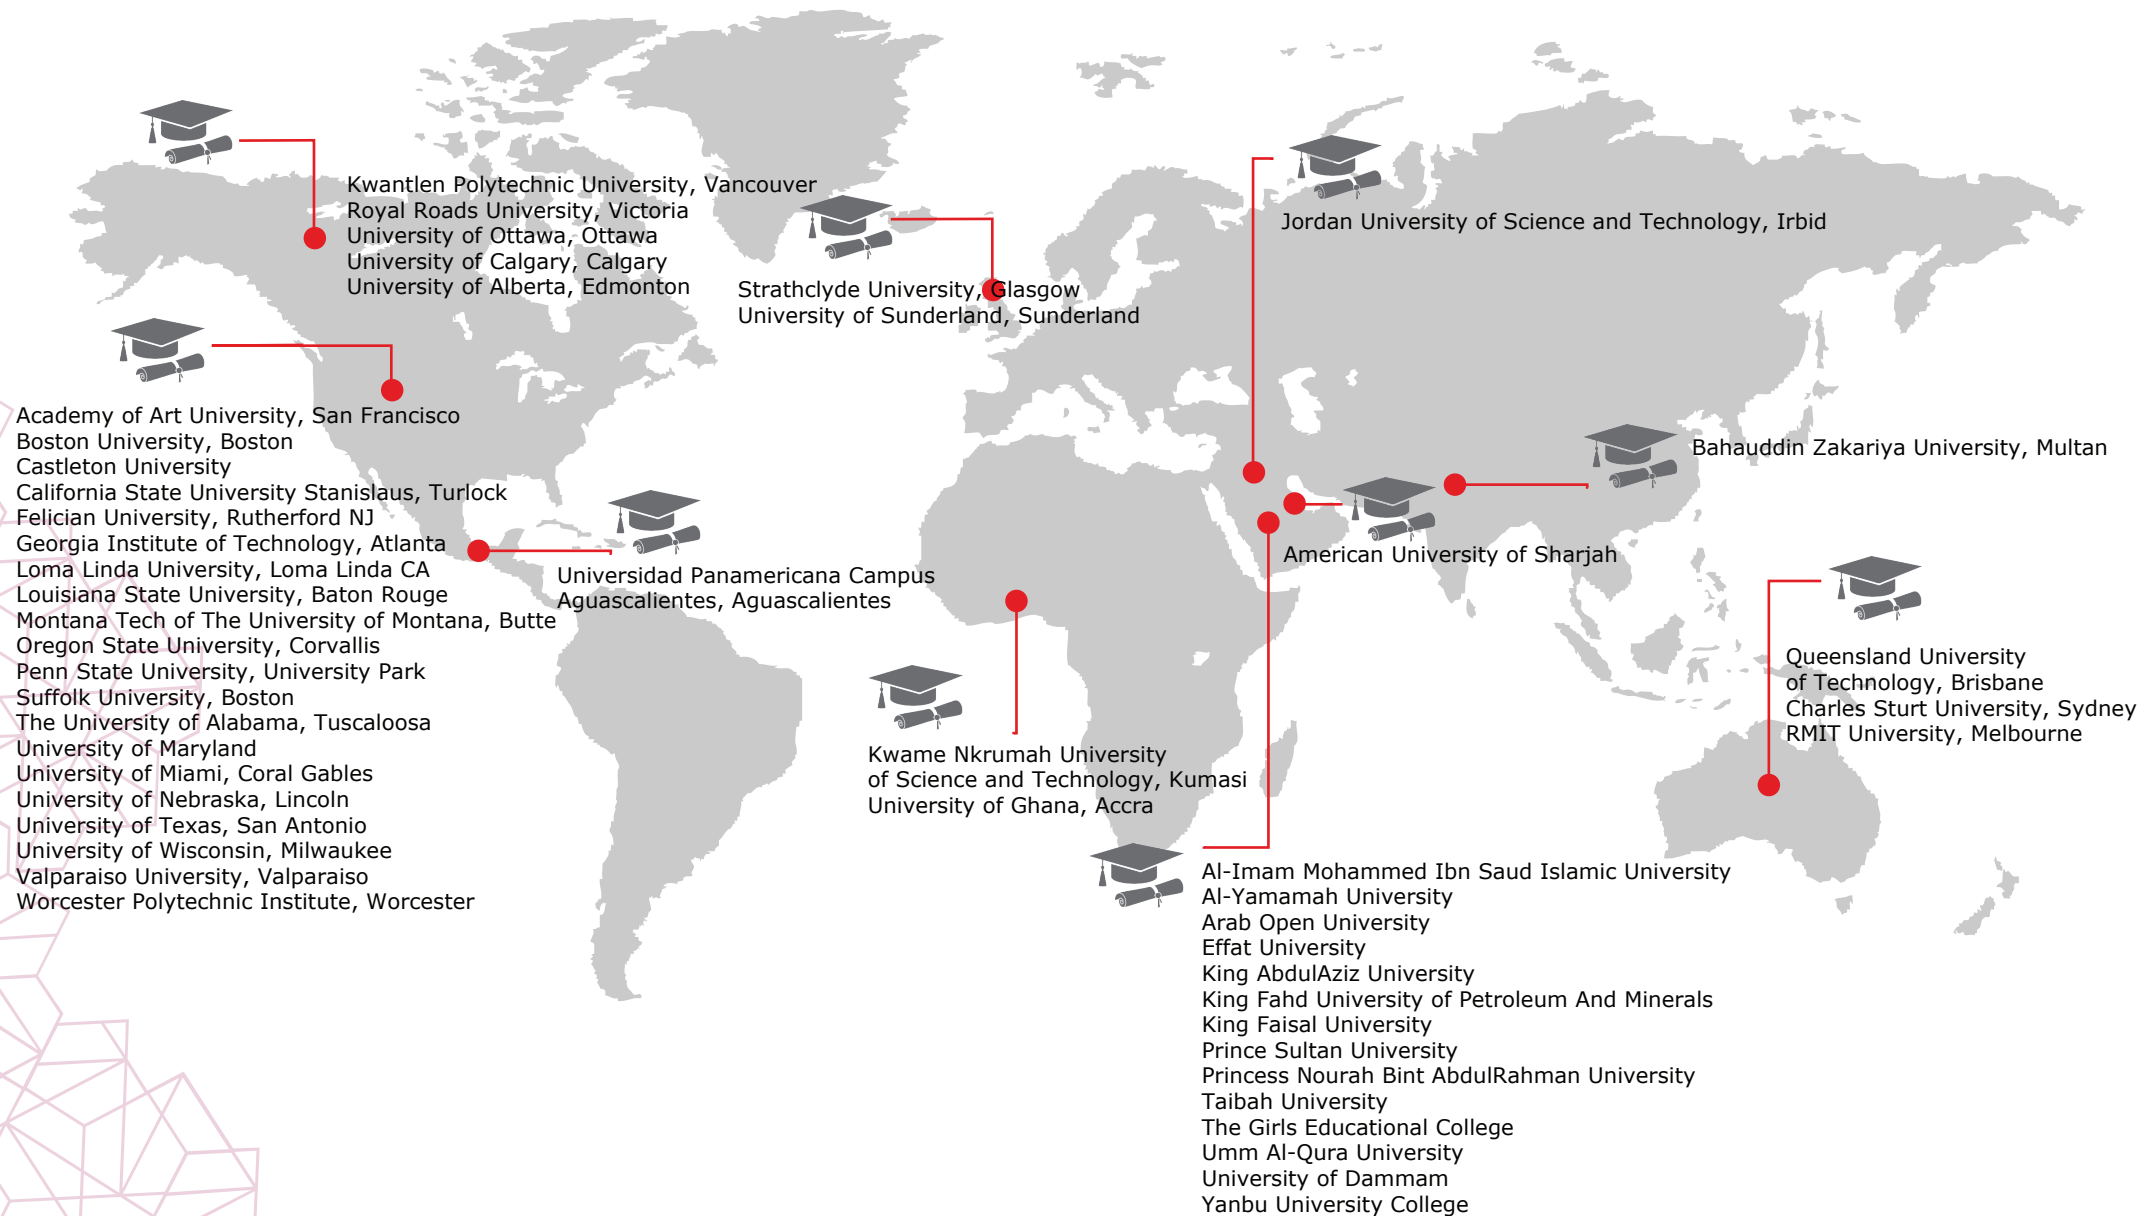 Kwantlen Polytechnic University, Vancouver
Royal Roads University, Victoria
University of Ottawa, Ottawa
University of Calgary, Calgary
University of Alberta, Edmonton
Strathclyde University, Glasgow
University of Sunderland, Sunderland
Jordan University of Science and Technology, Irbid
Academy of Art University, San Francisco
Boston University, Boston
Castleton University
California State University Stanislaus, Turlock
Felician University, Rutherford NJ
Georgia Institute of Technology, Atlanta
Loma Linda University, Loma Linda CA
Louisiana State University, Baton Rouge
Montana Tech of The University of Montana, Butte
Oregon State University, Corvallis
Penn State University, University Park
Suffolk University, Boston
The University of Alabama, Tuscaloosa
University of Maryland
University of Miami, Coral Gables
University of Nebraska, Lincoln
University of Texas, San Antonio
University of Wisconsin, Milwaukee
Valparaiso University, Valparaiso
Worcester Polytechnic Institute, Worcester
Universidad Panamericana Campus
Aguascalientes, Aguascalientes
Bahauddin Zakariya University, Multan
American University of Sharjah
Queensland University
of Technology, Brisbane
Charles Sturt University, Sydney
RMIT University, Melbourne
Kwame Nkrumah University
of Science and Technology, Kumasi
University of Ghana, Accra
Al-Imam Mohammed Ibn Saud Islamic University
Al-Yamamah University
Arab Open University
Effat University
King AbdulAziz University
King Fahd University of Petroleum And Minerals
King Faisal University
Prince Sultan University
Princess Nourah Bint AbdulRahman University
Taibah University
The Girls Educational College
Umm Al-Qura University
University of Dammam
Yanbu University College